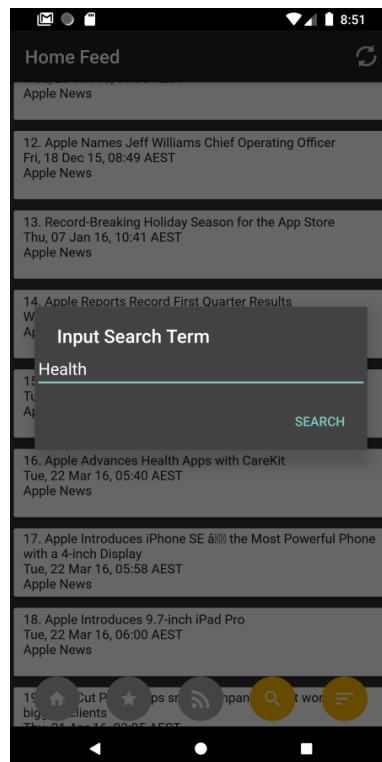 8:51
Home Feed
Apple News
12. Apple Names Jeff Williams Chief Operating Officer
Fri, 18 Dec 15, 08:49 AEST
Apple News
13. Record-Breaking Holiday Season for the App Store
Thu, 07 Jan 16, 10:41 AEST
Apple News
14. Apple Reports Record First Quarter Results
Input Search Term
Health
SEARCH
16. Apple Advances Health Apps with CareKit
Tue, 22 Mar 16, 05:40 AEST
Apple News
17. Apple Introduces iPhone SE â the Most Powerful Phone
with a 4-inch Display
Tue, 22 Mar 16, 05:58 AEST
Apple News
18. Apple Introduces 9.7-inch iPad Pro
Tue, 22 Mar 16, 06:00 AEST
Apple News